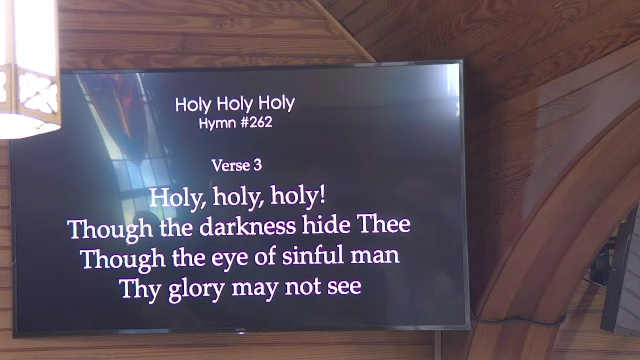 Holy Holy Holy
Hymn #262
Verse 3
Holy, holy, holy!
Though the darkness hide Thee
Though the eye of sinful man
Thy glory may not see